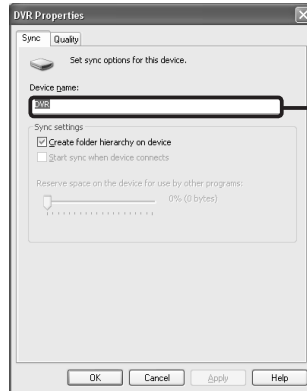 DVR Properties
Sync
Quality
Set sync options for this device.
Device name:
DVR
Sync settings
Create folder hierarchy on device
Start sync when device connects
Reserve space on the device for use by other programs:
0% (0 bytes)
OK
Cancel
Apply
Help